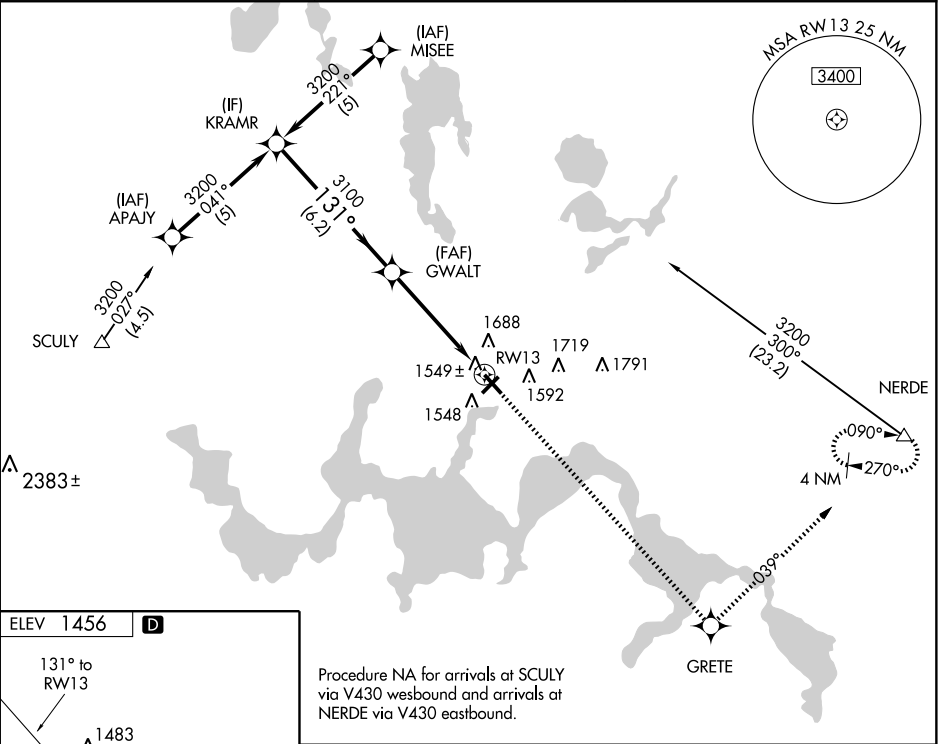 (IAF)
MISEE
MSA RW13 25 NM
3400
3200
221°
(5)
(IF)
KRAMR
3200
041°
(5)
(IAF)
APAJY
3100
131°
(6.2)
(FAF)
GWALT
3200
027°
(4.5)
SCULY
1688
RW13
1719
1549 ±
1791
1592
1548
3200
300°
(23.2)
NERDE
090°
270°
4 NM
2383 ±
039°
GRETE
ELEV 1456 D
131° to
RW13
1483
Procedure NA for arrivals at SCULY
via V430 wesbound and arrivals at
NERDE via V430 eastbound.